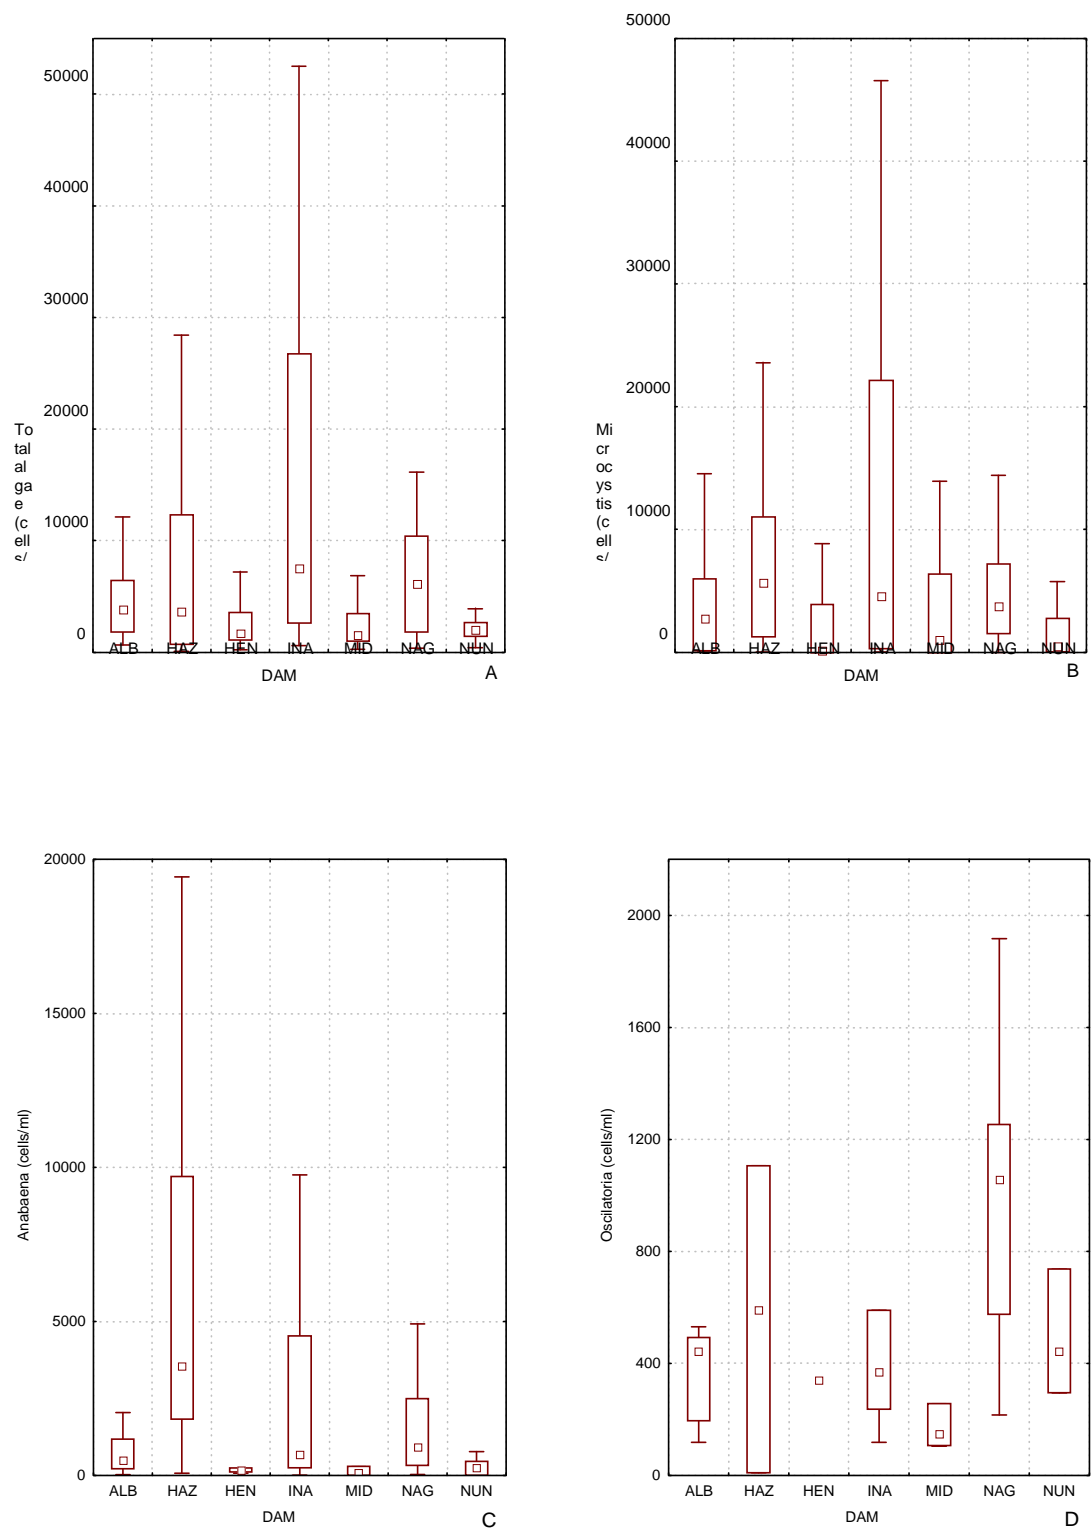 50000
40000
30000
20000
10000
0
To
tal
al
ga
e
(c
ell
s/
ALB HAZ HEN INA MID NAG NUN
DAM
A
50000
40000
30000
20000
10000
0
Mi
cr
oc
ys
tis
(c
ell
s/
ALB HAZ HEN INA MID NAG NUN
DAM
B
20000
15000
10000
5000
0
Anabaena (cells/ml)
ALB HAZ HEN INA MID NAG NUN
DAM
C
2000
1600
1200
800
400
0
Oscilatoria (cells/ml)
ALB HAZ HEN INA MID NAG NUN
DAM
D